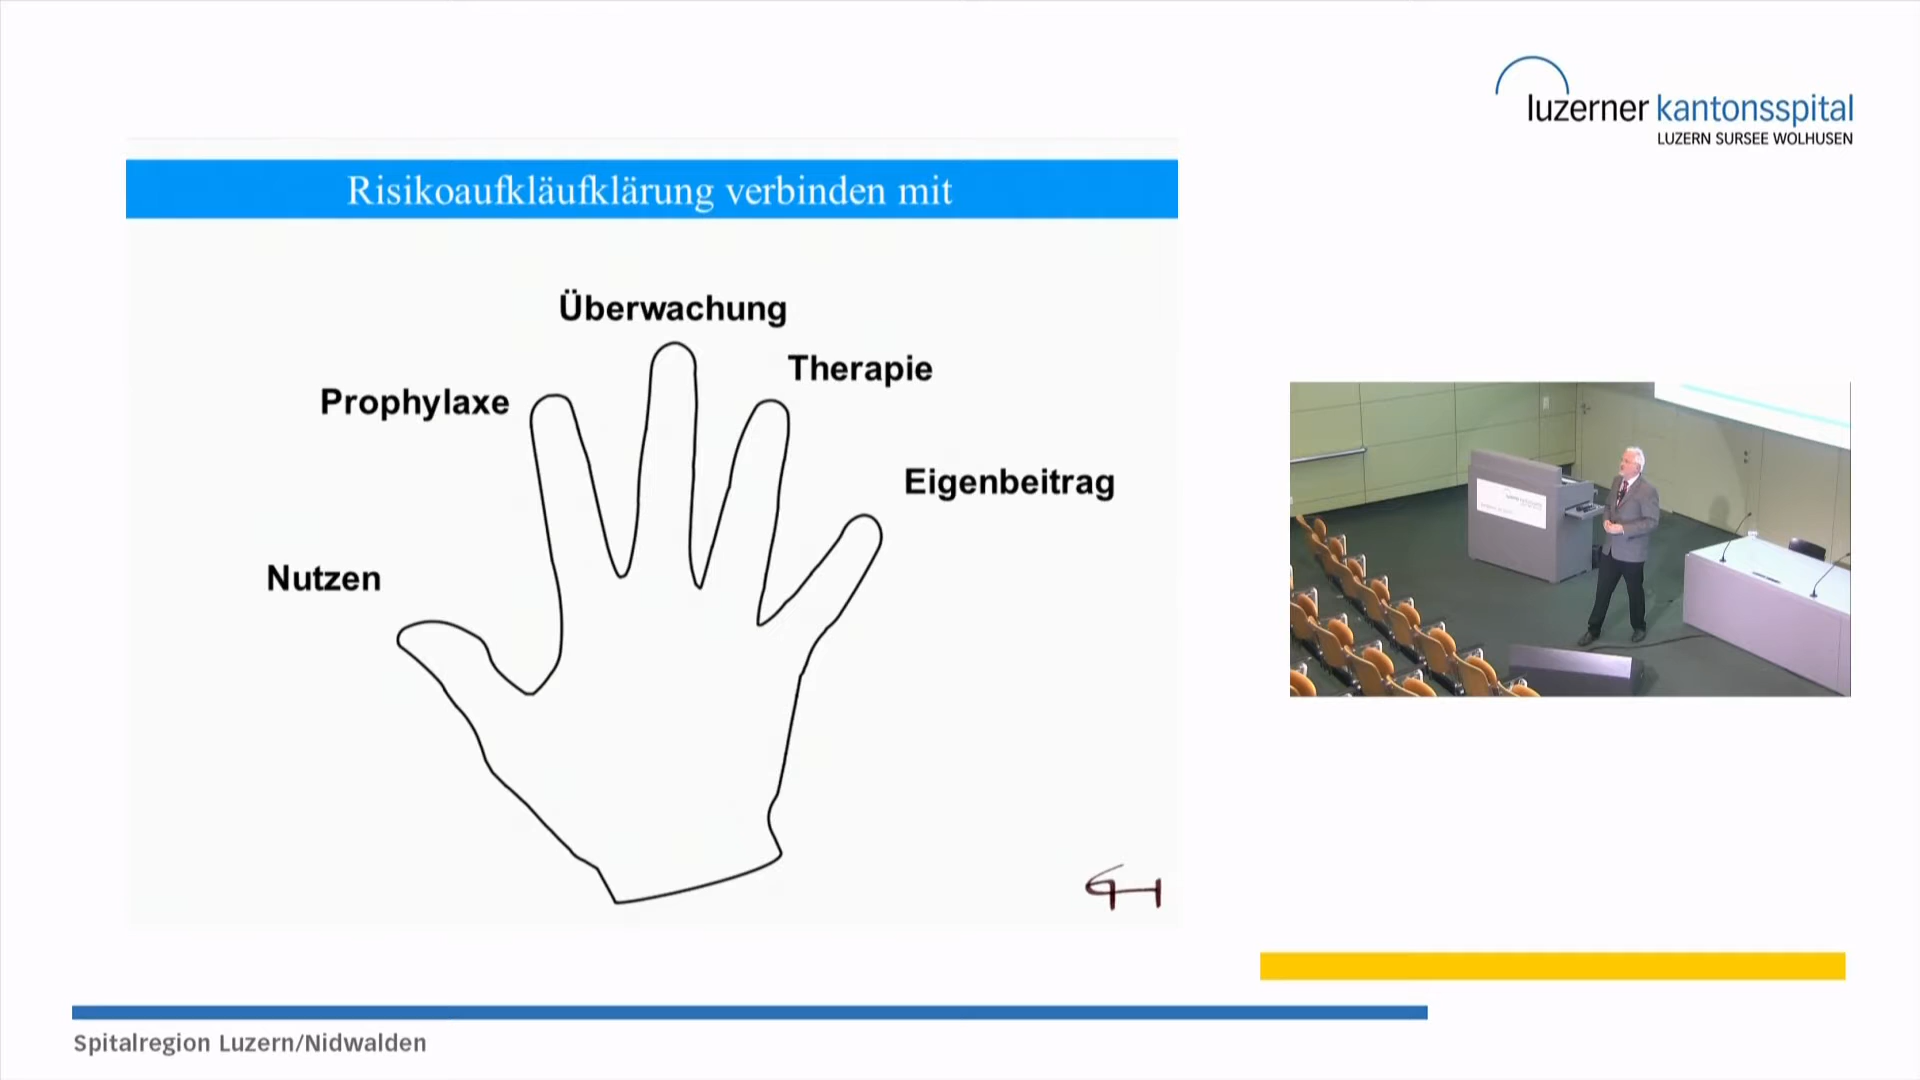 luzerner kantonsspital
LUZERN SURSEE WOLHUSEN
Risikoaufkläufklärung verbinden mit
Überwachung
Therapie
Prophylaxe
Eigenbeitrag
Nutzen
Spitalregion Luzern/Nidwalden